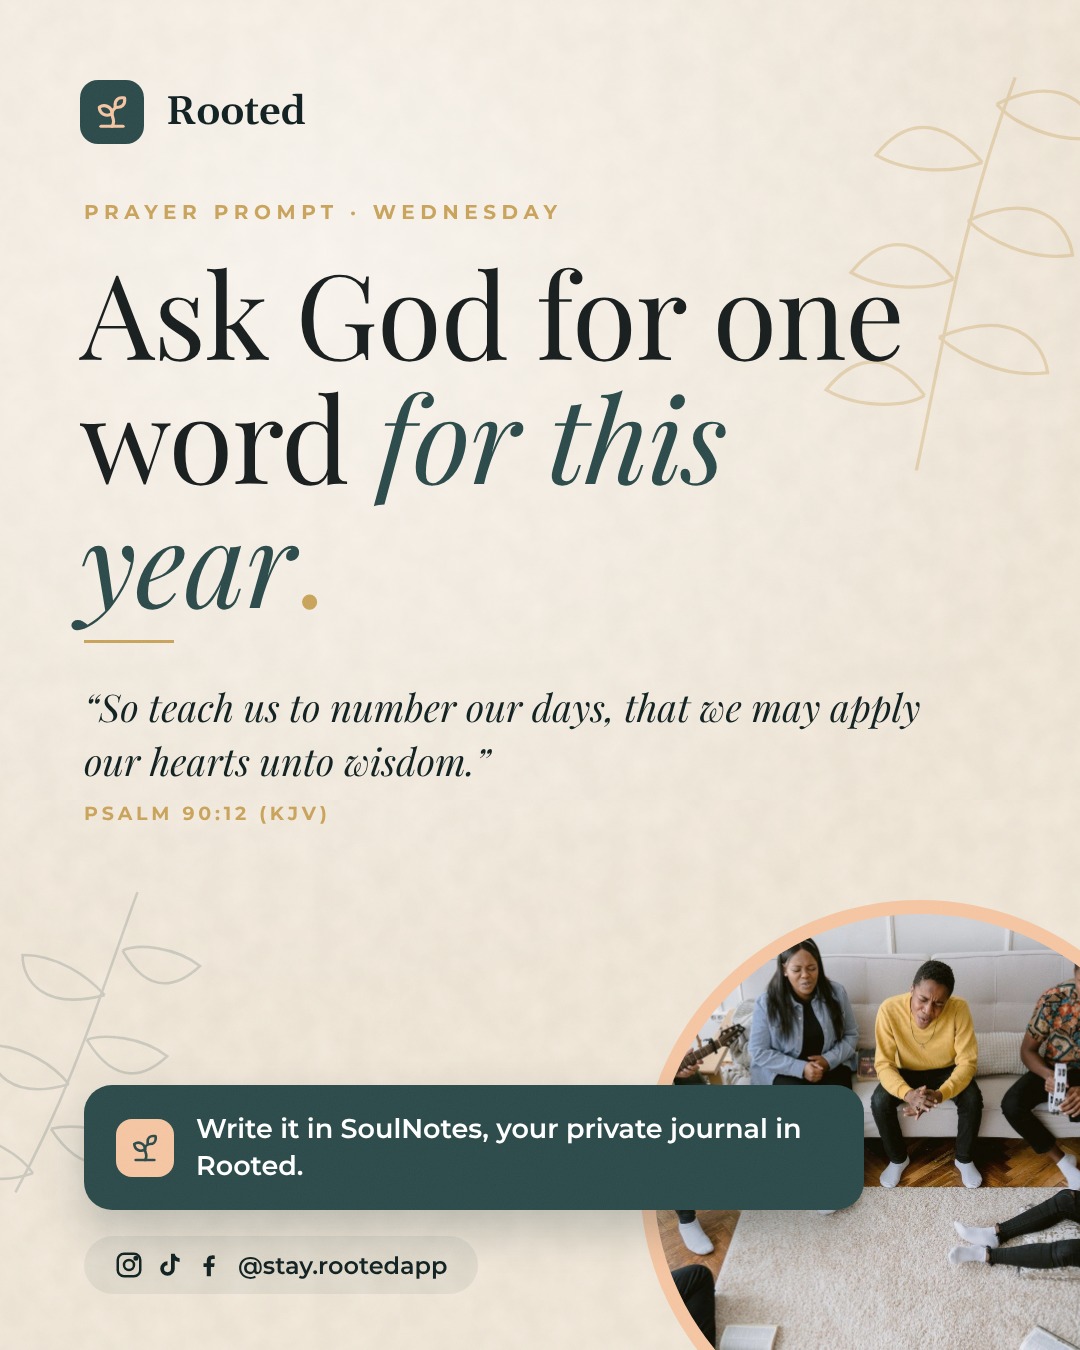 Rooted
PRAYER PROMPT · WEDNESDAY
Ask God for one
word for this
year.
“So teach us to number our days, that we may apply
our hearts unto wisdom.”
PSALM 90:12 (KJV)
Write it in SoulNotes, your private journal in
Rooted.
@stay.rootedapp